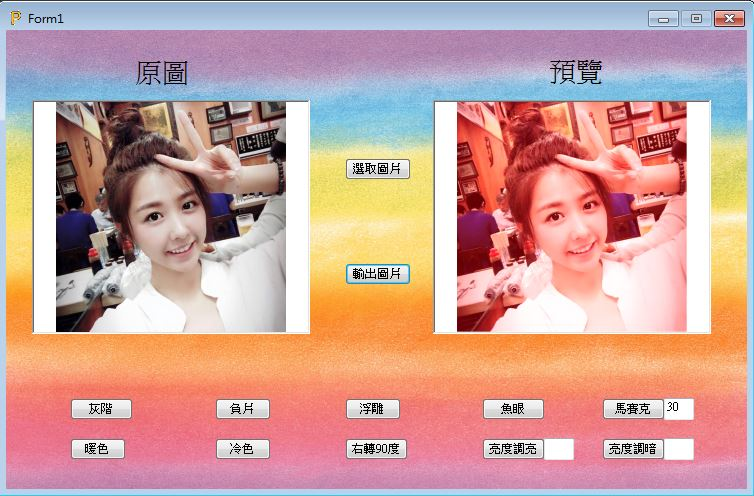 Form1
原圖 預覽
選取圖片
輸出圖片
灰階 負片 浮雕 魚眼 馬賽克 30
暖色 冷色 右轉90度 亮度調亮 亮度調暗